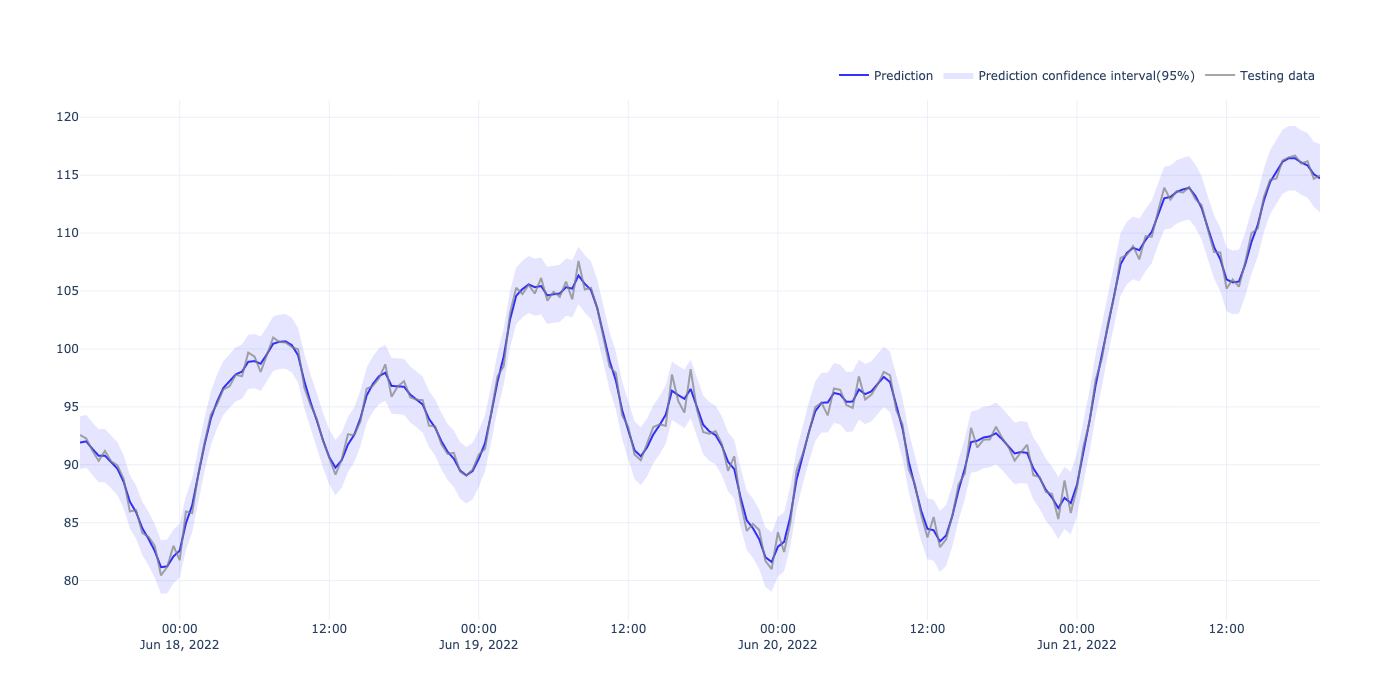 Prediction
Prediction confidence interval(95%)
Testing data
120
115
110
105
100
95
90
85
80
00:00
Jun 18, 2022
12:00
00:00
Jun 19, 2022
12:00
00:00
Jun 20, 2022
12:00
00:00
Jun 21, 2022
12:00